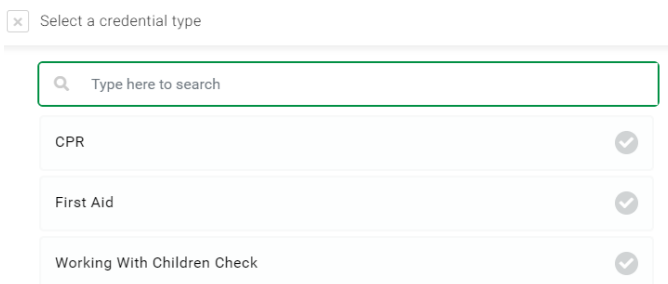 Select a credential type
Type here to search
CPR
First Aid
Working With Children Check